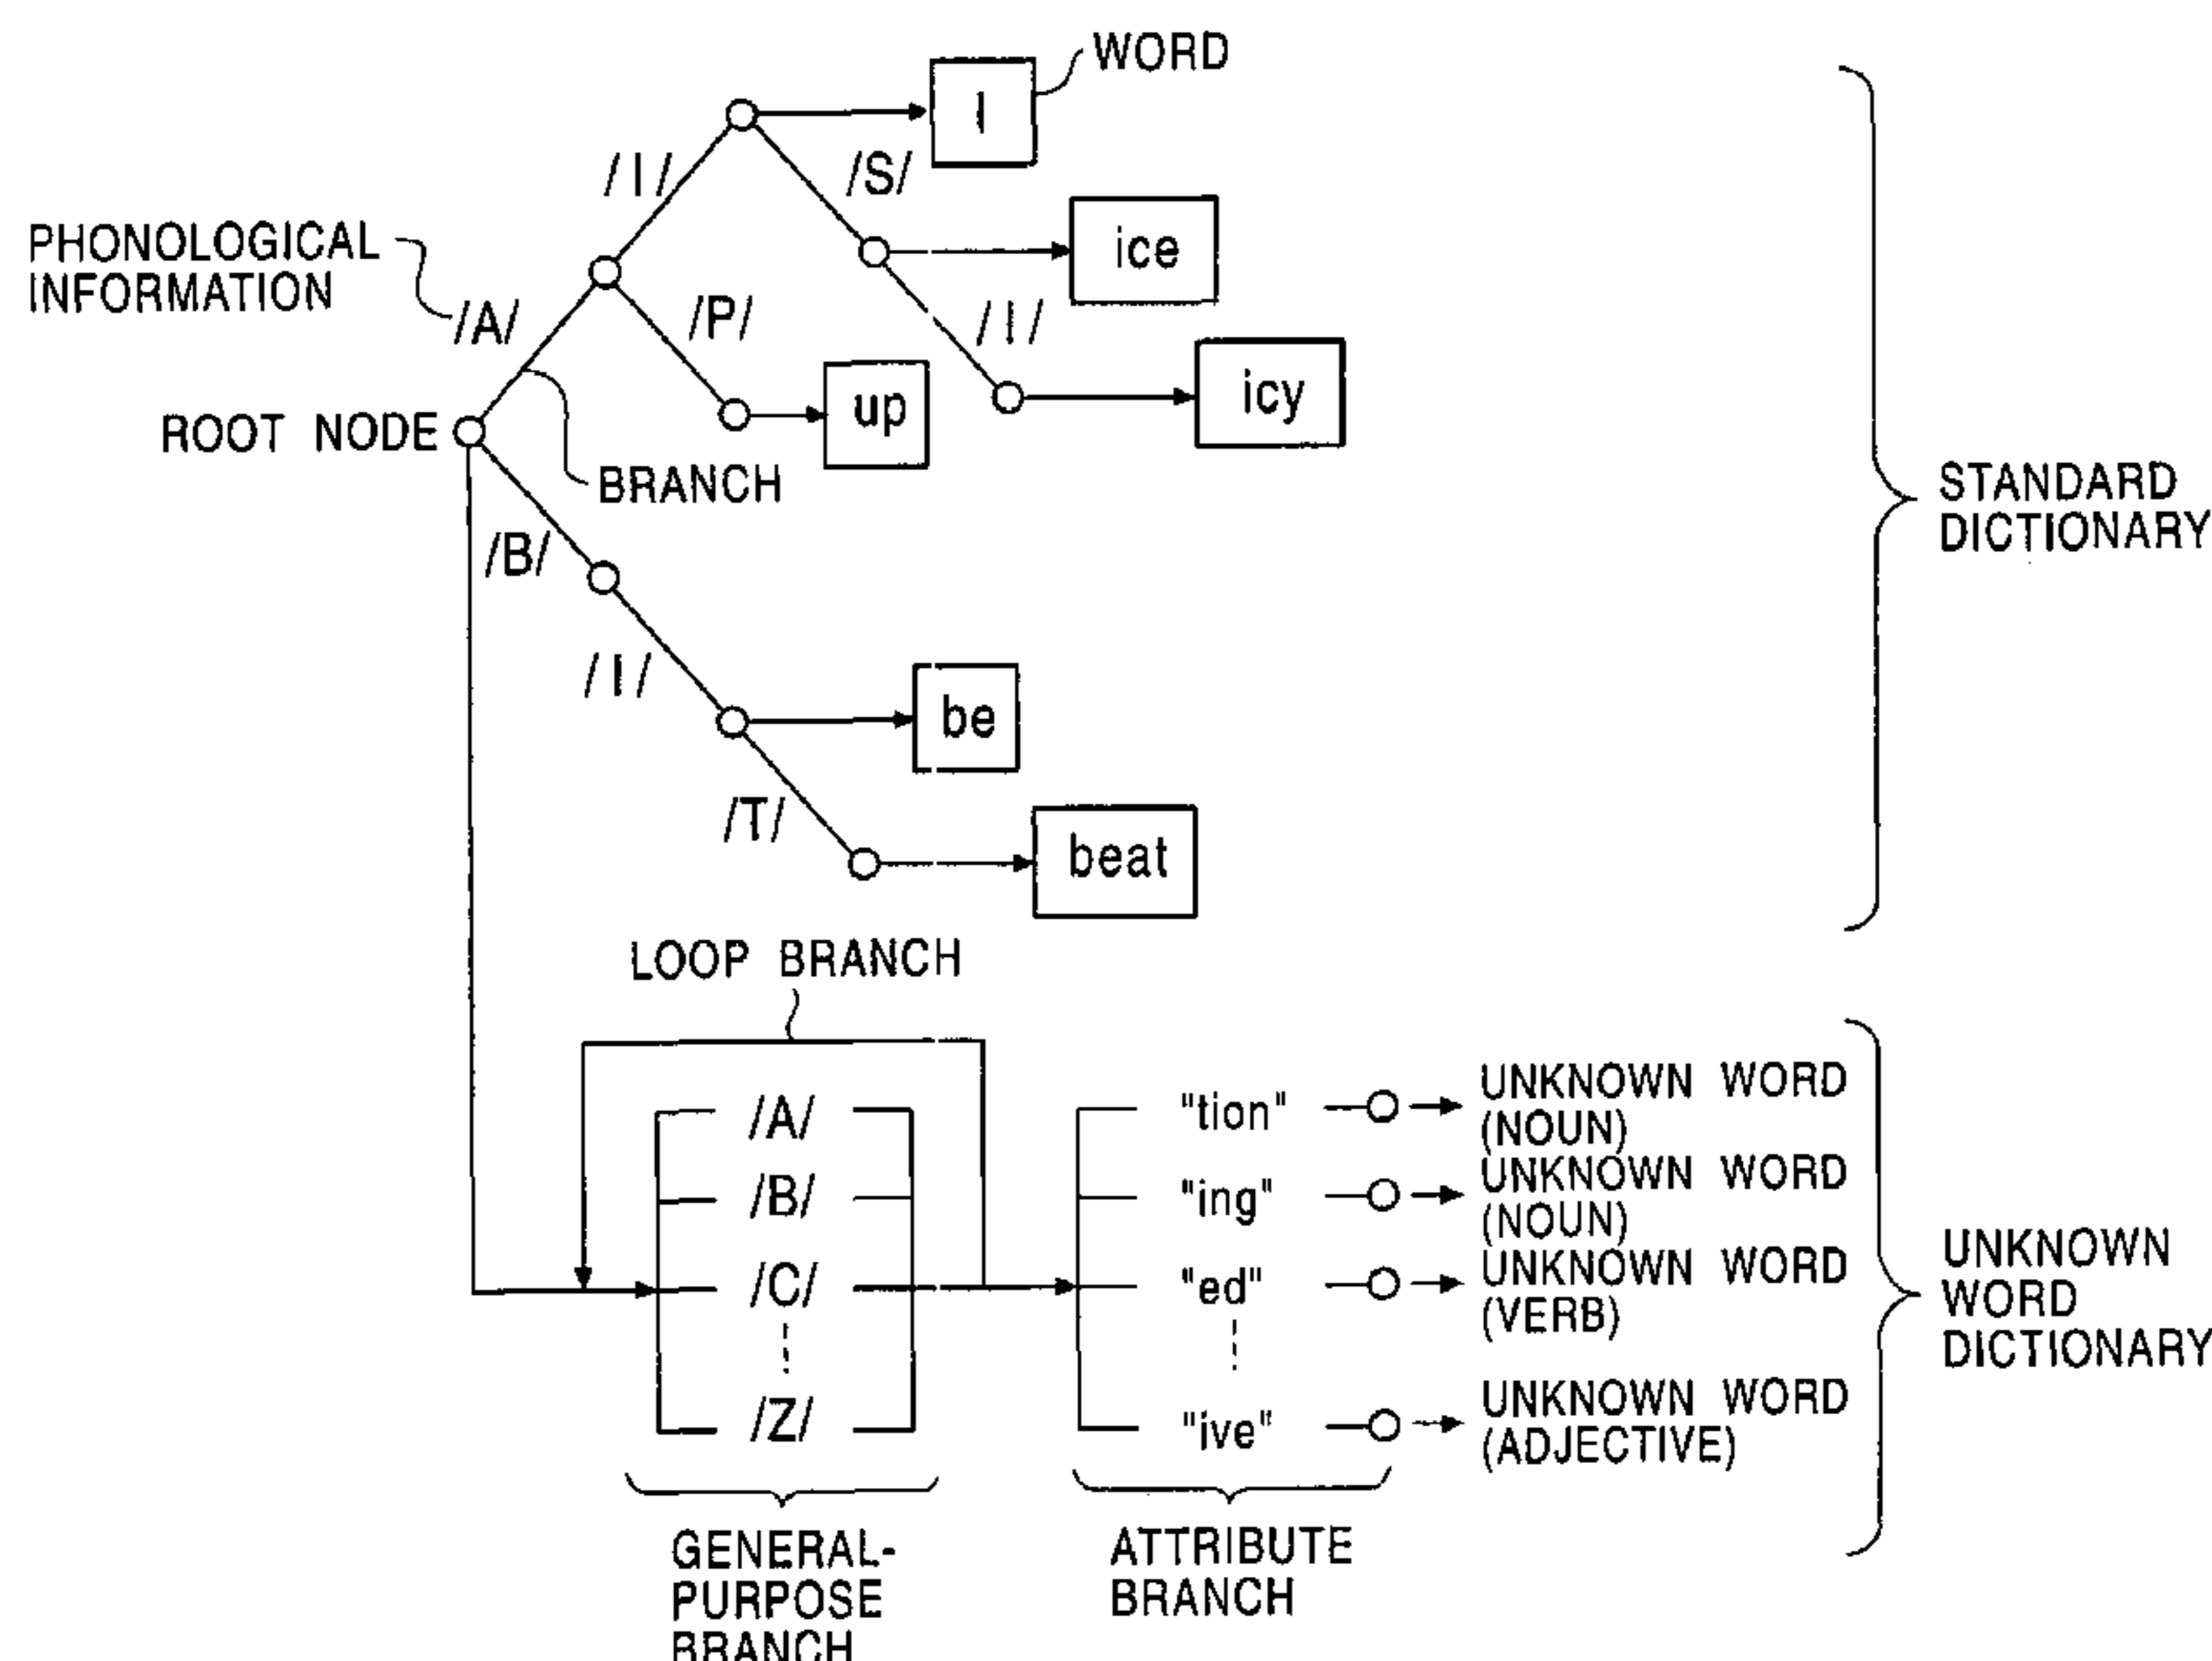 WORD
I
/I/
/S/
PHONOLOGICAL
INFORMATION
ice
/A/
/P/
/I/
icy
up
ROOT NODE
BRANCH
STANDARD
DICTIONARY
/B/
/I/
be
/T/
beat
LOOP BRANCH
/A/
/B/
/C/
/Z/
"tion"
"ing"
"ed"
"ive"
UNKNOWN WORD
(NOUN)
UNKNOWN WORD
(NOUN)
UNKNOWN WORD
(VERB)
UNKNOWN WORD
(ADJECTIVE)
UNKNOWN
WORD
DICTIONARY
GENERAL-
PURPOSE
BRANCH
ATTRIBUTE
BRANCH